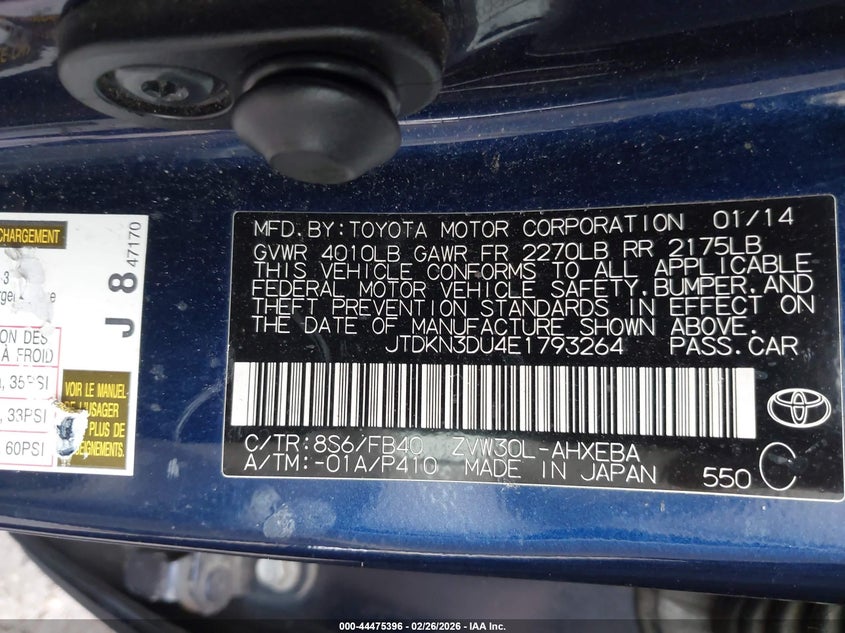 CHARGEMENT
47170
J 8
3
ION DES
À FROID
35PSI
33PSI
60PSI
VOIR LE MANUEL
DE L'USAGER
PLUS DE
MFD. BY:TOYOTA MOTOR CORPORATION 01/14
GVWR 4010LB GAWR FR 2270LB RR 2175LB
THIS VEHICLE CONFORMS TO ALL APPLICABLE
FEDERAL MOTOR VEHICLE SAFETY.BUMPER.AND
THEFT PREVENTION STANDARDS IN EFFECT ON
THE DATE OF MANUFACTURE SHOWN ABOVE.
JTDKN3DU4E1793264 PASS.CAR
C/TR:8S6/FB40 ZVW30L-AHXEBA
A/TM:-01A/P410 MADE IN JAPAN 550 C
000-44475396 | 02/26/2026 - IAA Inc.